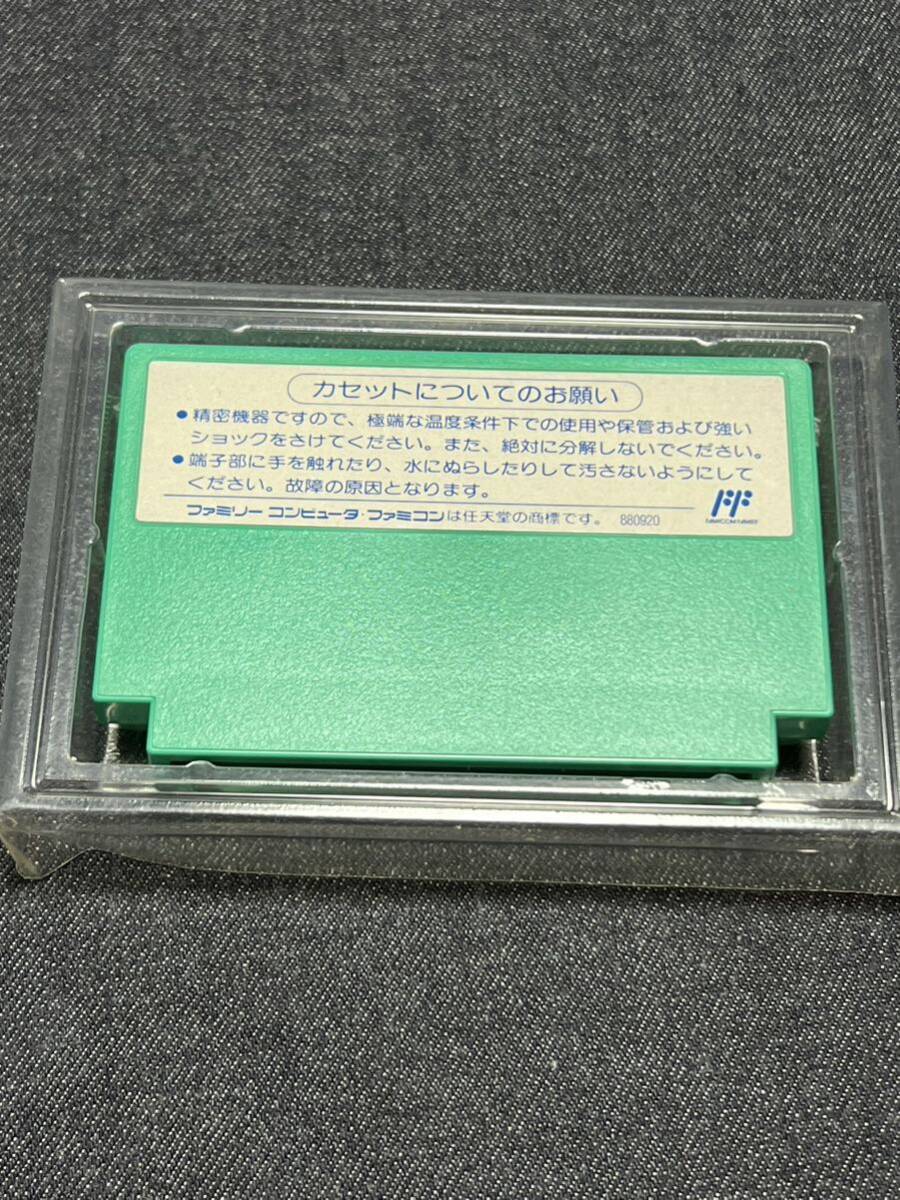 カセットについてのお願い
●精密機器ですので、極端な温度条件下での使用や保管および強い
ショックをさけてください。また、絶対に分解しないでください。
●端子部に手を触れたり、水にぬらしたりして汚さないようにして
ください。故障の原因となります。
ファミリー コンピュータ・ファミコンは任天堂の商標です。 880920
FF
FAMICOM FAMILY